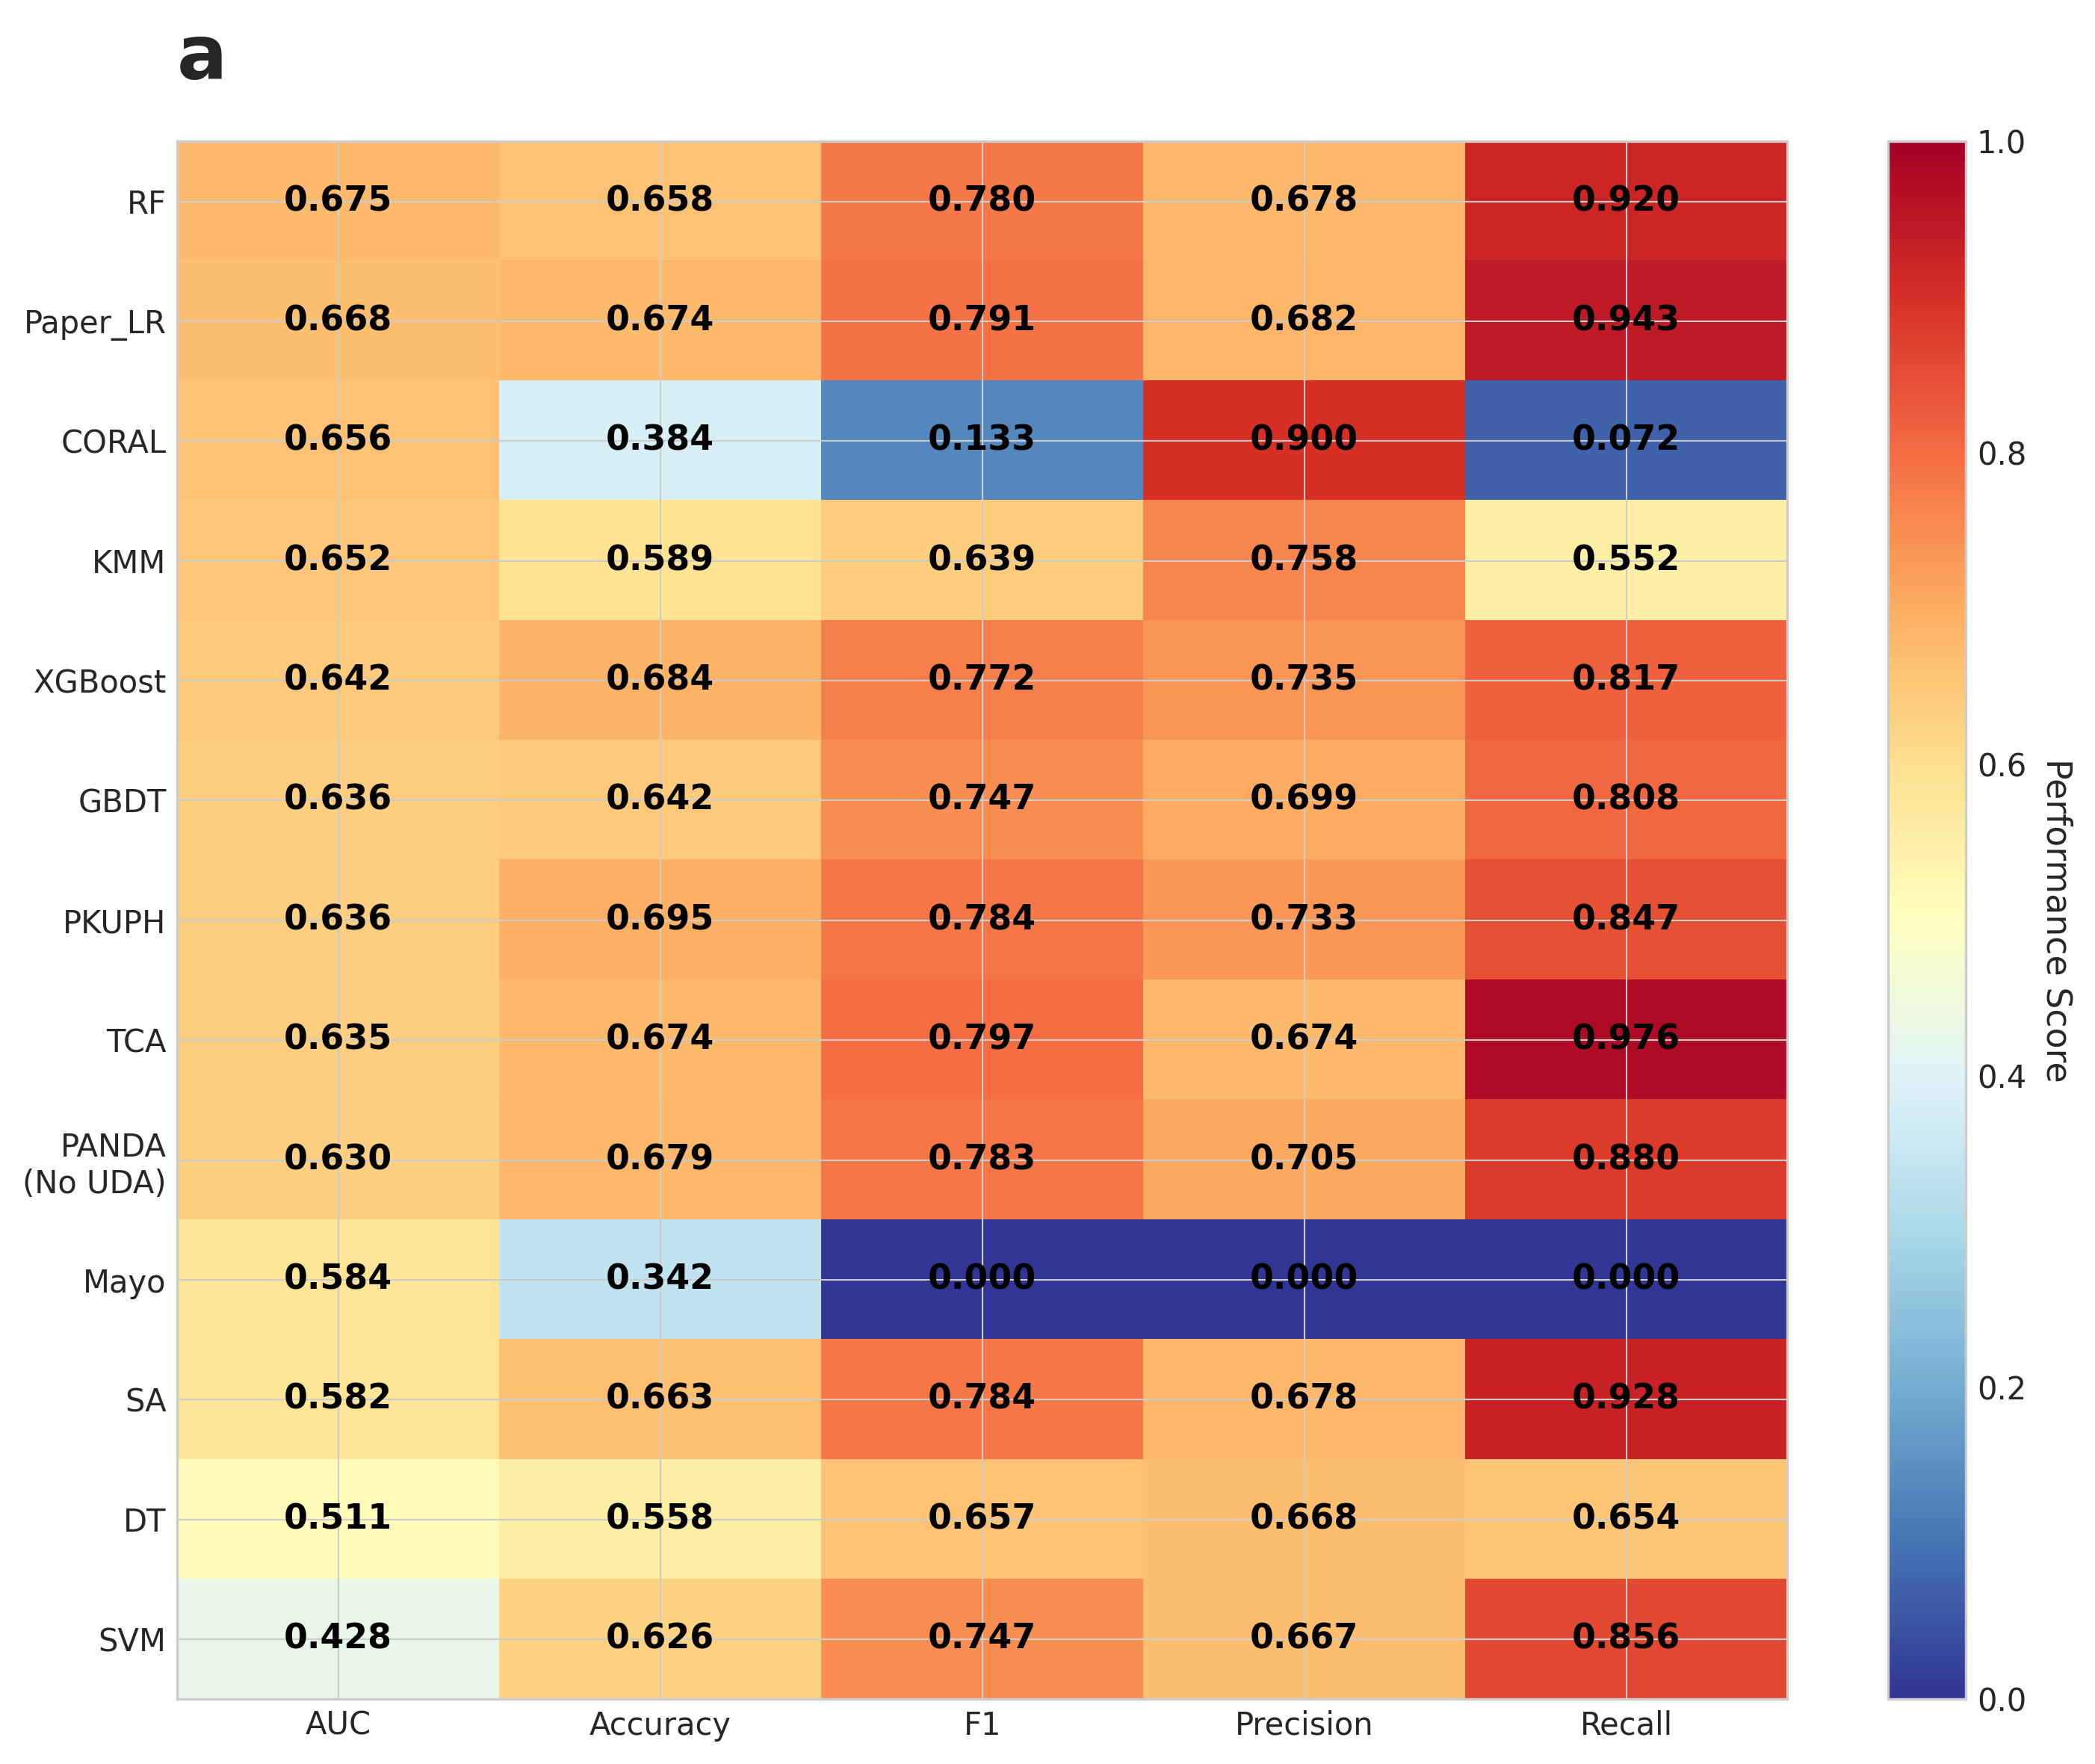 a
RF 0.675 0.658 0.780 0.678 0.920
Paper_LR 0.668 0.674 0.791 0.682 0.943
CORAL 0.656 0.384 0.133 0.900 0.072
KMM 0.652 0.589 0.639 0.758 0.552
XGBoost 0.642 0.684 0.772 0.735 0.817
GBDT 0.636 0.642 0.747 0.699 0.808
PKUPH 0.636 0.695 0.784 0.733 0.847
TCA 0.635 0.674 0.797 0.674 0.976
PANDA
(No UDA) 0.630 0.679 0.783 0.705 0.880
Mayo 0.584 0.342 0.000 0.000 0.000
SA 0.582 0.663 0.784 0.678 0.928
DT 0.511 0.558 0.657 0.668 0.654
SVM 0.428 0.626 0.747 0.667 0.856
AUC Accuracy F1 Precision Recall
1.0
0.8
0.6
0.4
0.2
0.0
Performance Score